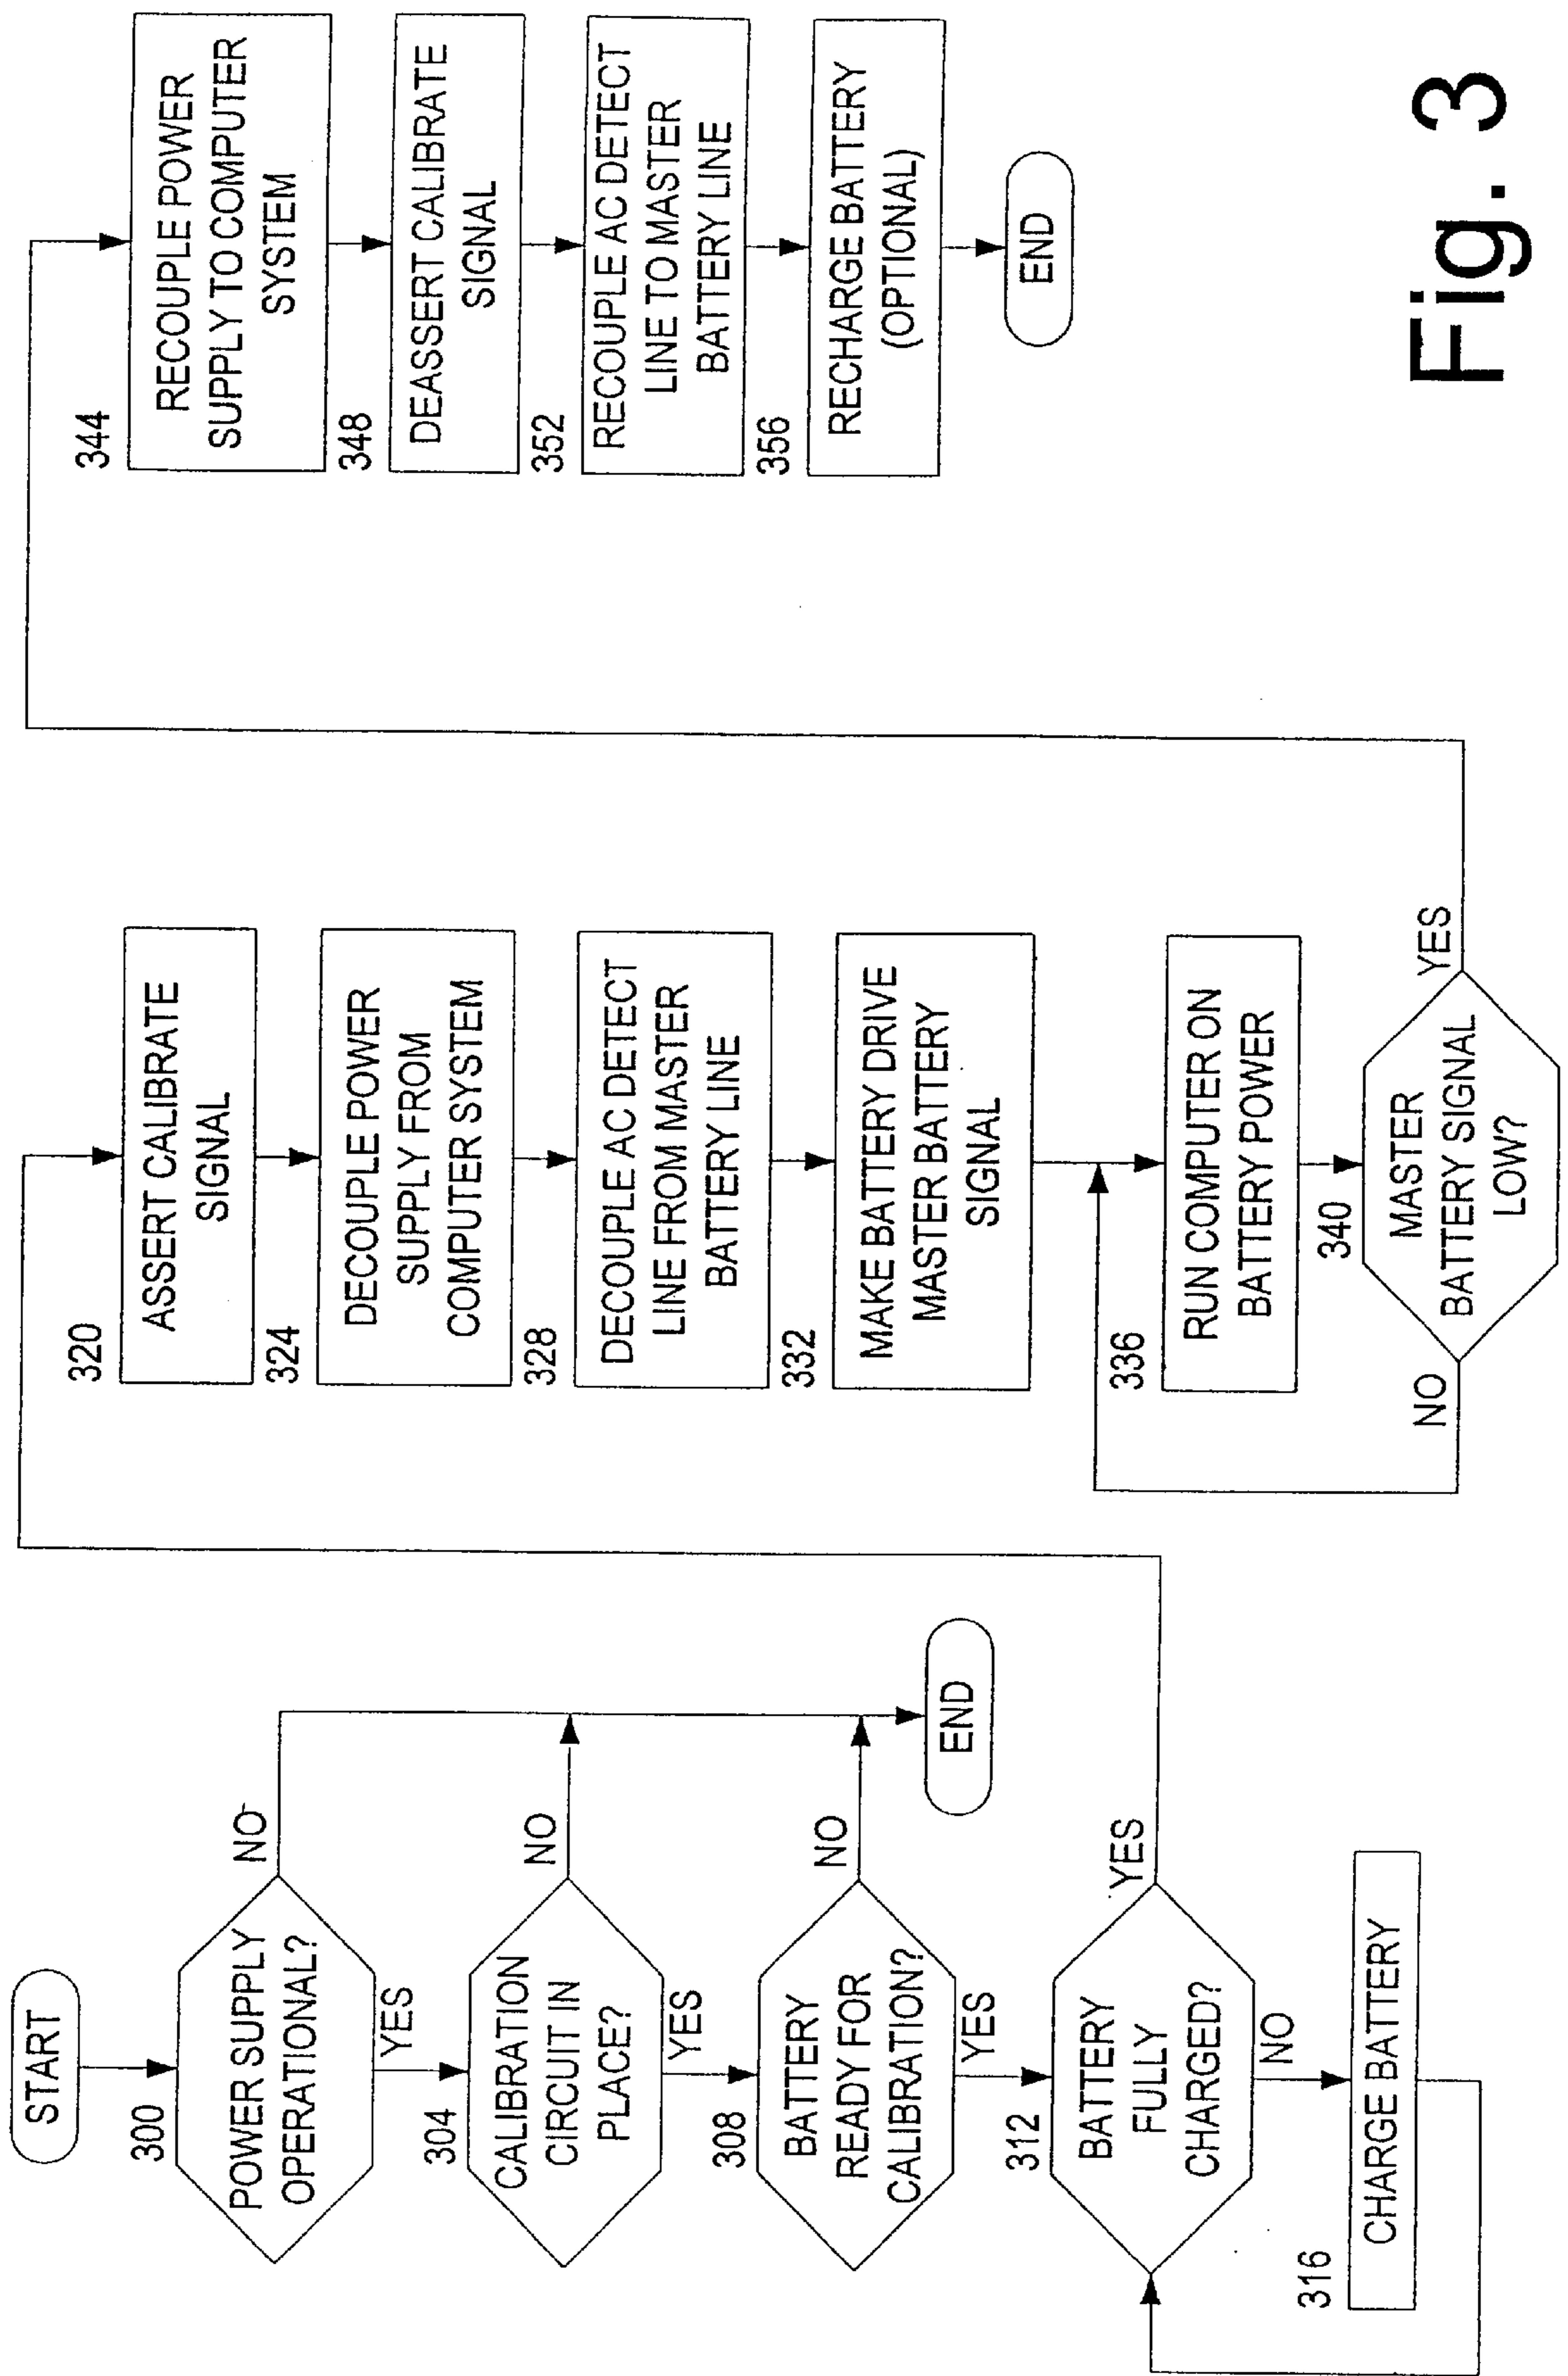 START
300
POWER SUPPLY
OPERATIONAL?
NO
YES
304
CALIBRATION
CIRCUIT IN
PLACE?
NO
YES
308
BATTERY
READY FOR
CALIBRATION?
NO
YES
END
312
BATTERY
FULLY
CHARGED?
YES
NO
316
CHARGE BATTERY
320
ASSERT CALIBRATE
SIGNAL
324
DECOUPLE POWER
SUPPLY FROM
COMPUTER SYSTEM
328
DECOUPLE AC DETECT
LINE FROM MASTER
BATTERY LINE
332
MAKE BATTERY DRIVE
MASTER BATTERY
SIGNAL
336
RUN COMPUTER ON
BATTERY POWER
340
MASTER
BATTERY SIGNAL
LOW?
NO
YES
344
RECOUPLE POWER
SUPPLY TO COMPUTER
SYSTEM
348
DEASSERT CALIBRATE
SIGNAL
352
RECOUPLE AC DETECT
LINE TO MASTER
BATTERY LINE
356
RECHARGE BATTERY
(OPTIONAL)
END
Fig. 3